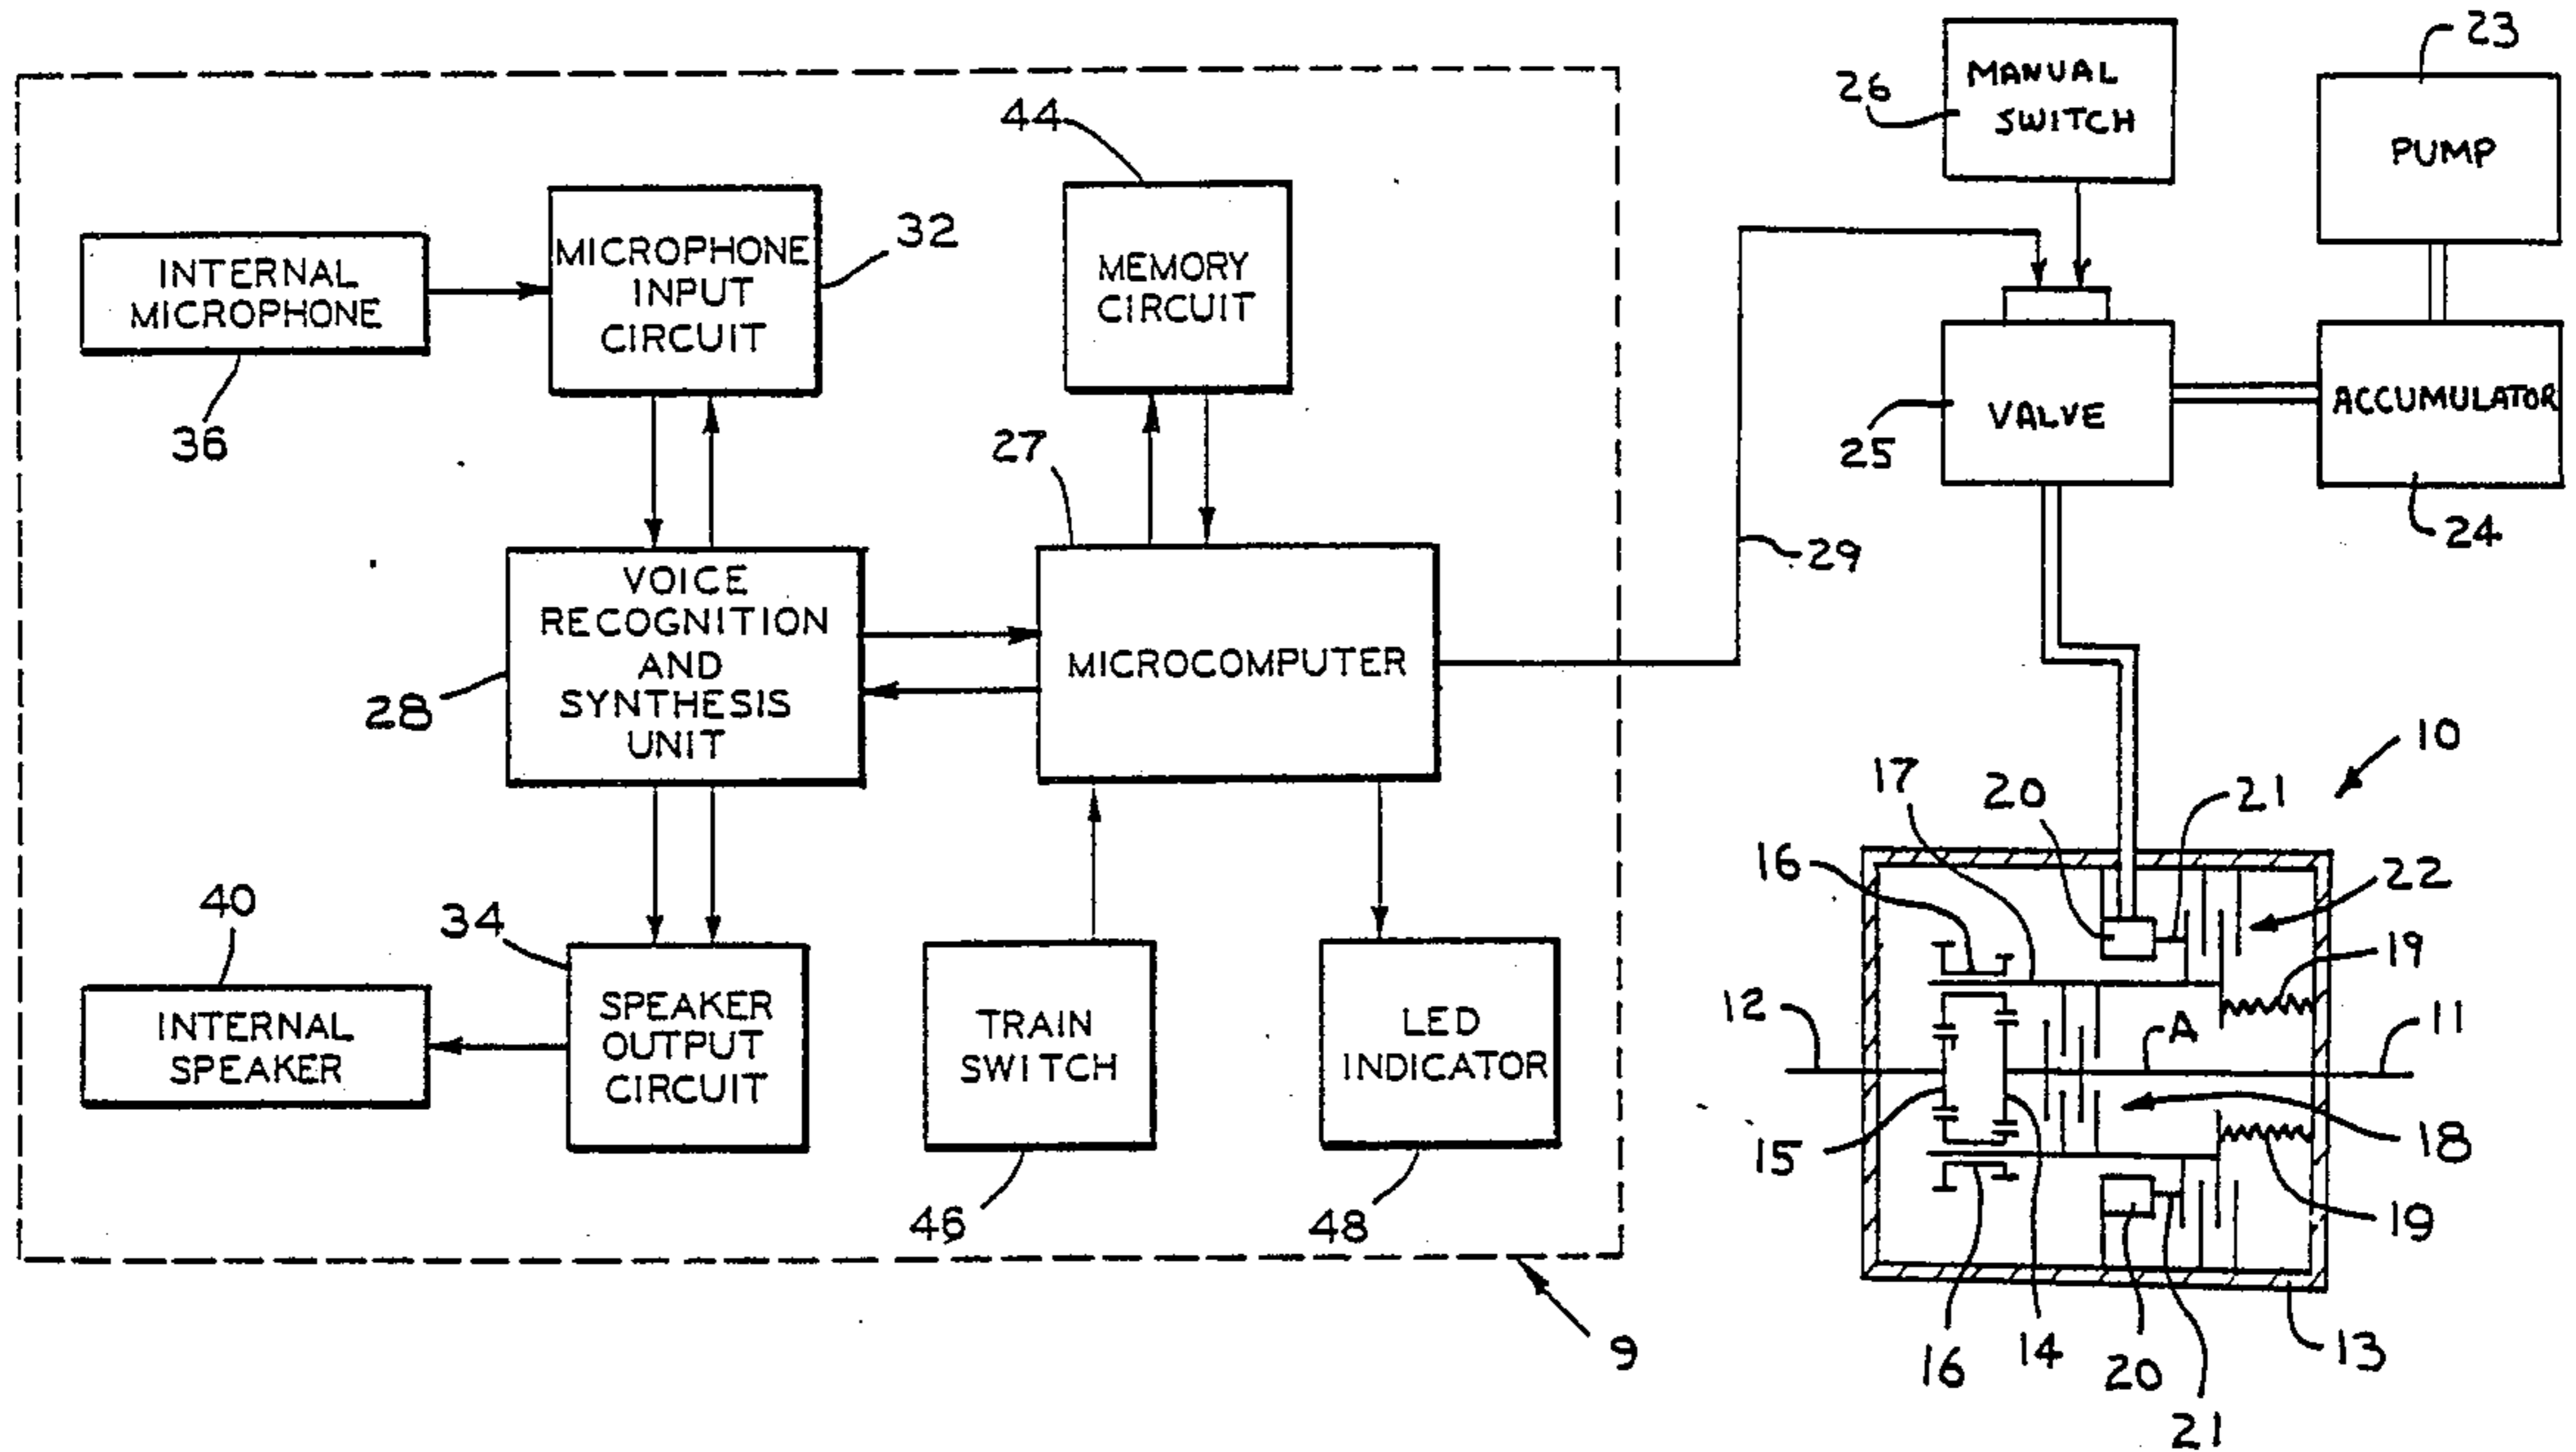 INTERNAL
MICROPHONE
36
MICROPHONE
INPUT
CIRCUIT
32
44
MEMORY
CIRCUIT
27
VOICE
RECOGNITION
AND
SYNTHESIS
UNIT
28
MICROCOMPUTER
40
INTERNAL
SPEAKER
34
SPEAKER
OUTPUT
CIRCUIT
TRAIN
SWITCH
46
LED
INDICATOR
48
9
26
MANUAL
SWITCH
23
PUMP
25
VALVE
ACCUMULATOR
24
29
10
17
20
21
16
22
19
12
A
11
15
18
19
16
14
20
21
13